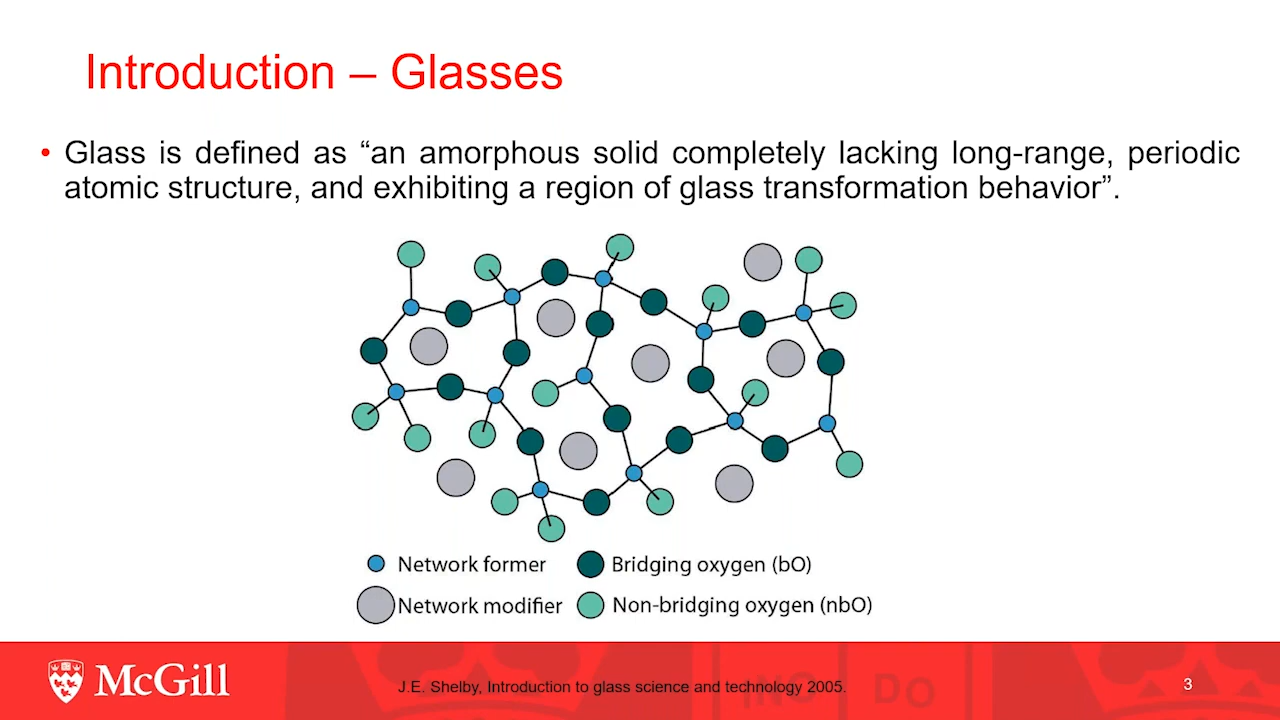 Introduction – Glasses
• Glass is defined as “an amorphous solid completely lacking long-range, periodic
atomic structure, and exhibiting a region of glass transformation behavior”.
Network former
Bridging oxygen (bO)
Network modifier
Non-bridging oxygen (nbO)
McGill
J.E. Shelby, Introduction to glass science and technology 2005.
3